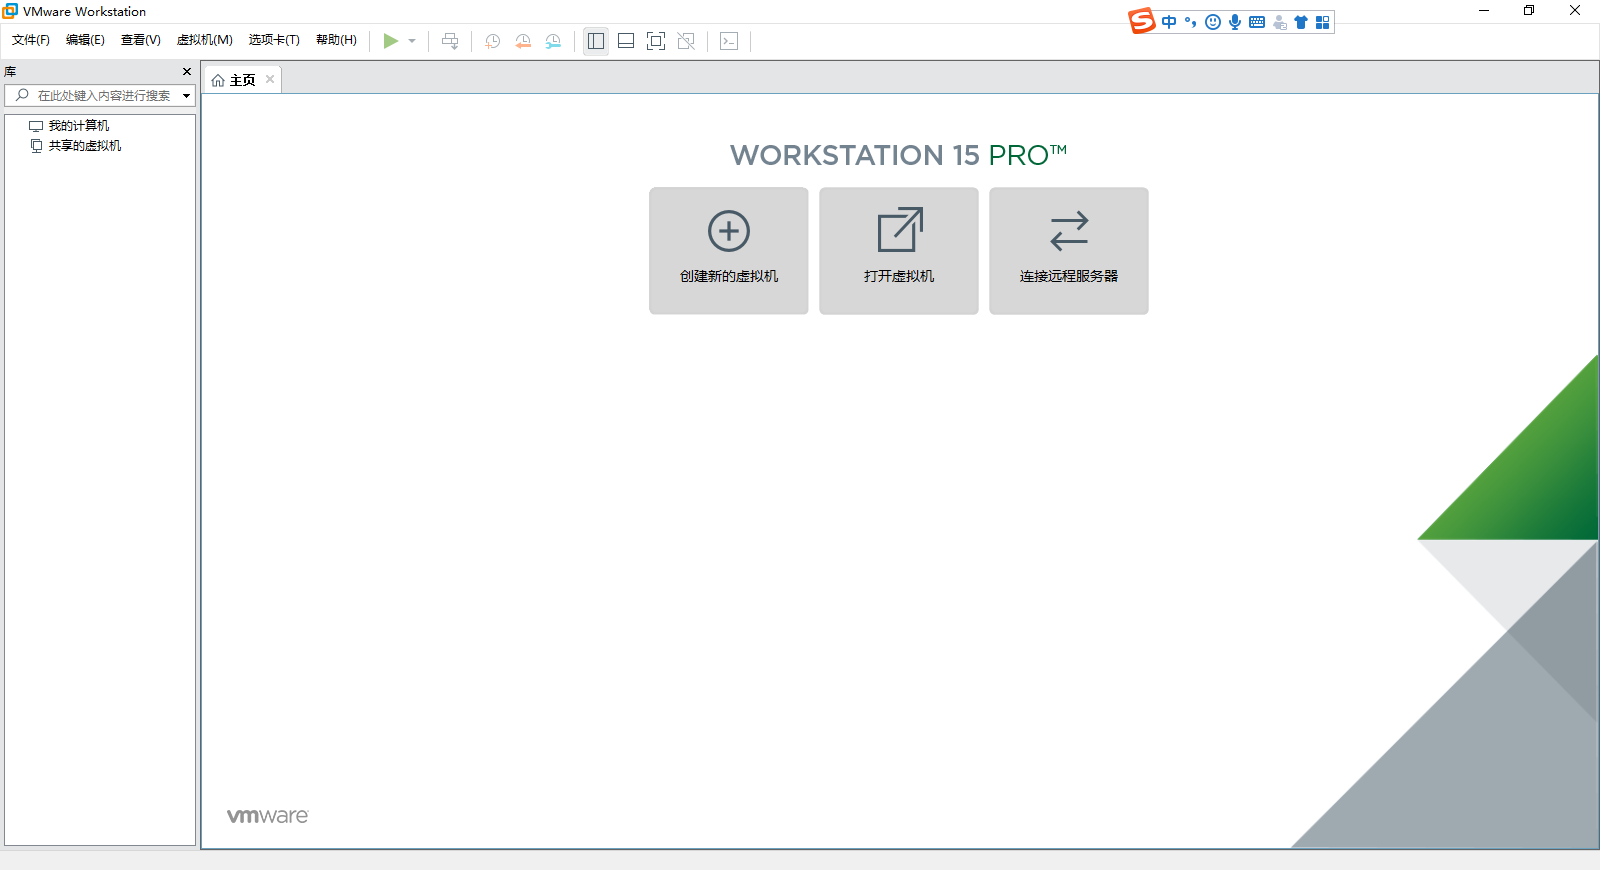 VMware Workstation
中
文件(F) 编辑(E) 查看(V) 虚拟机(M) 选项卡(T) 帮助(H)
库
主页
在此处键入内容进行搜索
我的计算机
共享的虚拟机
WORKSTATION 15 PRO™
创建新的虚拟机 打开虚拟机 连接远程服务器
vmware